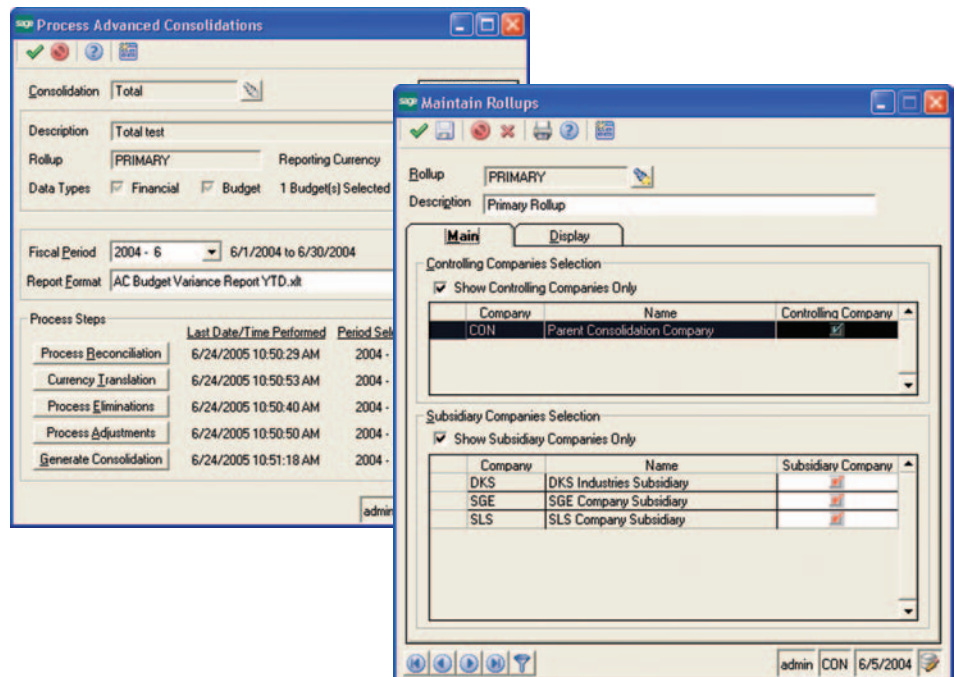 sage Process Advanced Consolidations
Consolidation Total
Description Total test
Rollup PRIMARY Reporting Currency
Data Types Financial Budget 1 Budget(s) Selected
Fiscal Period 2004 - 6 6/1/2004 to 6/30/2004
Report Format AC Budget Variance Report YTD.xlt
Process Steps
Last Date/Time Performed Period Sel
Process Reconciliation 6/24/2005 10:50:29 AM 2004 -
Currency Translation 6/24/2005 10:50:53 AM 2004 -
Process Eliminations 6/24/2005 10:50:40 AM 2004 -
Process Adjustments 6/24/2005 10:50:50 AM 2004 -
Generate Consolidation 6/24/2005 10:51:18 AM 2004 -
admin
sage Maintain Rollups
Rollup PRIMARY
Description Primary Rollup
Main Display
Controlling Companies Selection
Show Controlling Companies Only
Company Name Controlling Company
CON Parent Consolidation Company
Subsidiary Companies Selection
Show Subsidiary Companies Only
Company Name Subsidiary Company
DKS DKS Industries Subsidiary
SGE SGE Company Subsidiary
SLS SLS Company Subsidiary
admin CON 6/5/2004